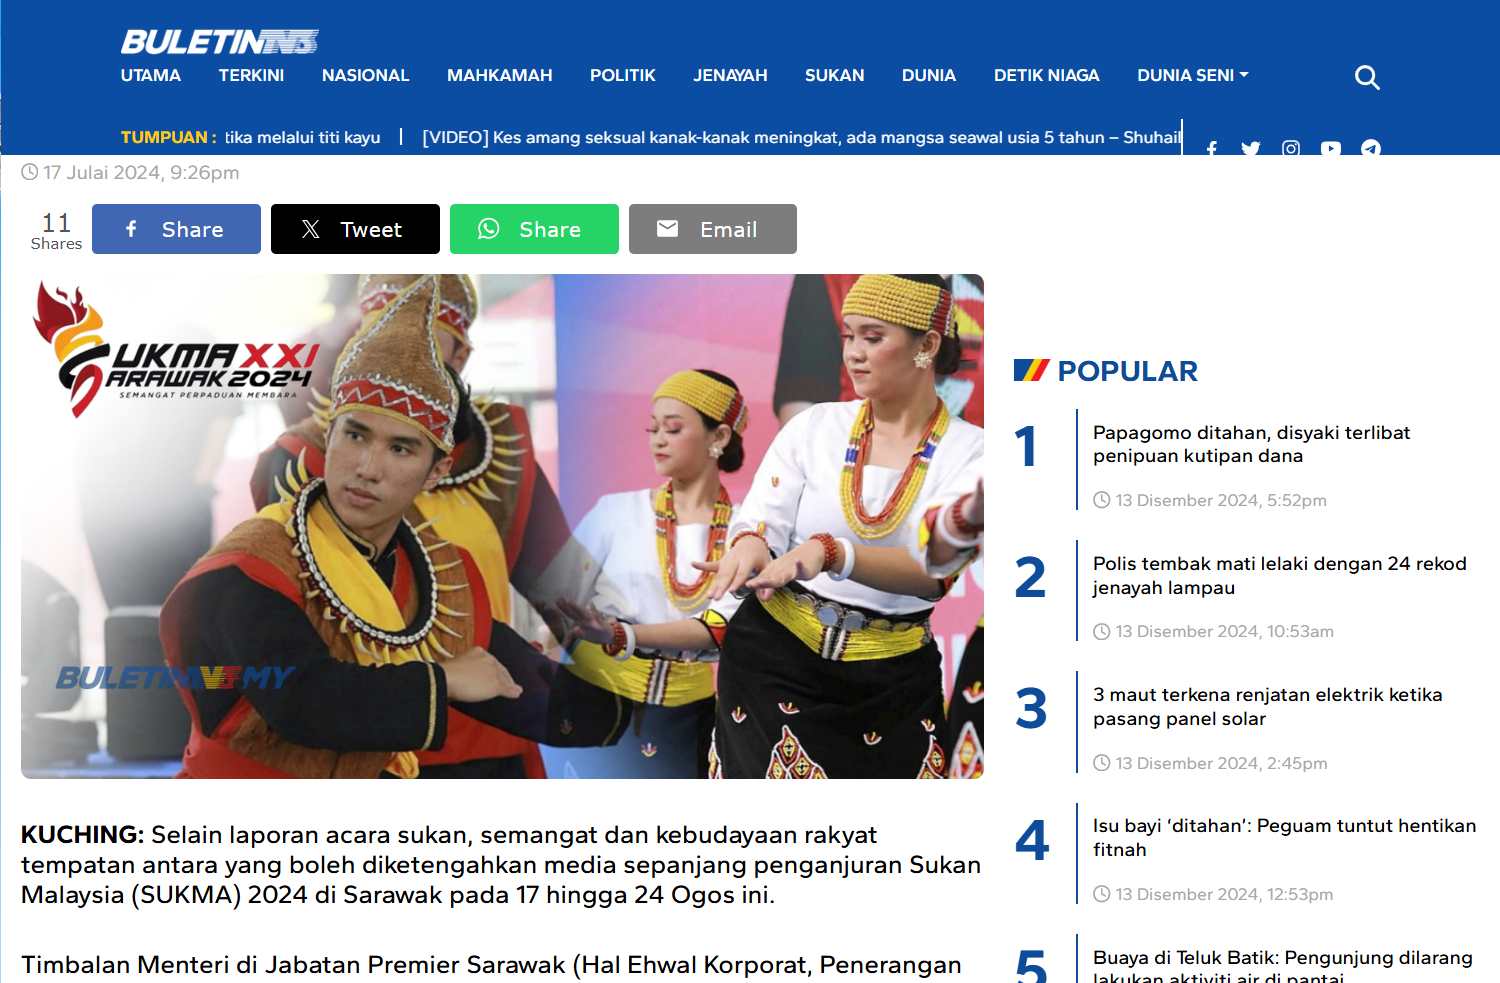 BULETINTV3
UTAMA TERKINI NASIONAL MAHKAMAH POLITIK JENAYAH SUKAN DUNIA DETIK NIAGA DUNIA SENI
TUMPUAN : tika melalui titi kayu | [VIDEO] Kes amang seksual kanak-kanak meningkat, ada mangsa seawal usia 5 tahun – Shuhail
17 Julai 2024, 9:26pm
11
Shares
Share
Tweet
Share
Email
SUKMA XXI
SARAWAK 2024
SEMANGAT PERPADUAN MEMBARA
BULETINTV3 MY
KUCHING: Selain laporan acara sukan, semangat dan kebudayaan rakyat
tempatan antara yang boleh diketengahkan media sepanjang penganjuran Sukan
Malaysia (SUKMA) 2024 di Sarawak pada 17 hingga 24 Ogos ini.
Timbalan Menteri di Jabatan Premier Sarawak (Hal Ehwal Korporat, Penerangan
POPULAR
1
Papagomo ditahan, disyaki terlibat
penipuan kutipan dana
13 Disember 2024, 5:52pm
2
Polis tembak mati lelaki dengan 24 rekod
jenayah lampau
13 Disember 2024, 10:53am
3
3 maut terkena renjatan elektrik ketika
pasang panel solar
13 Disember 2024, 2:45pm
4
Isu bayi ‘ditahan’: Peguam tuntut hentikan
fitnah
13 Disember 2024, 12:53pm
5
Buaya di Teluk Batik: Pengunjung dilarang
lakukan aktiviti air di pantai